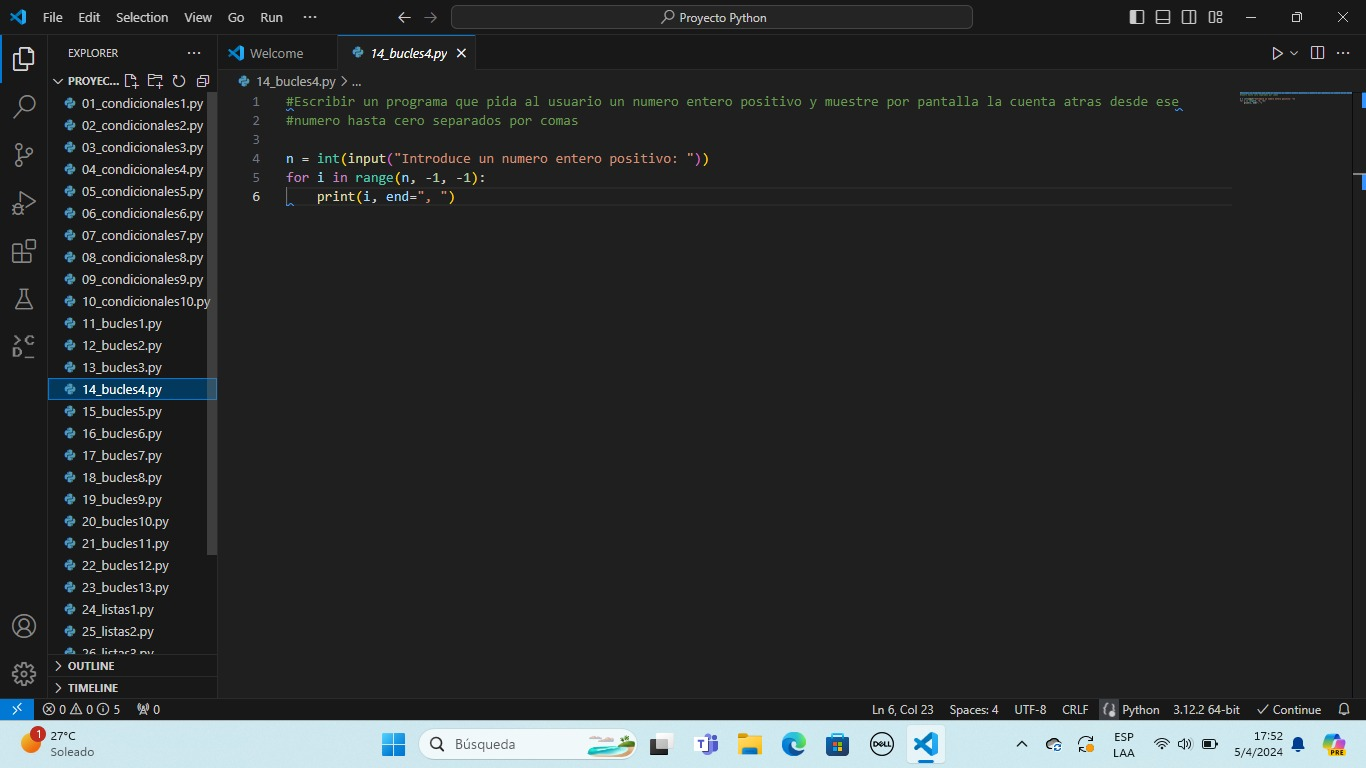 File Edit Selection View Go Run ...
Proyecto Python
EXPLORER ...
Welcome
14_bucles4.py
PROYEC...
14_bucles4.py > ...
01_condicionales1.py
02_condicionales2.py
03_condicionales3.py
04_condicionales4.py
05_condicionales5.py
06_condicionales6.py
07_condicionales7.py
08_condicionales8.py
09_condicionales9.py
10_condicionales10.py
11_bucles1.py
12_bucles2.py
13_bucles3.py
14_bucles4.py
15_bucles5.py
16_bucles6.py
17_bucles7.py
18_bucles8.py
19_bucles9.py
20_bucles10.py
21_bucles11.py
22_bucles12.py
23_bucles13.py
24_listas1.py
25_listas2.py
26_listas3.py
OUTLINE
TIMELINE
1 #Escribir un programa que pida al usuario un numero entero positivo y muestre por pantalla la cuenta atras desde ese
2 #numero hasta cero separados por comas
3
4 n = int(input("Introduce un numero entero positivo: "))
5 for i in range(n, -1, -1):
6     print(i, end=", ")
0 0 5 0
Ln 6, Col 23 Spaces: 4 UTF-8 CRLF Python 3.12.2 64-bit Continue
1
27°C
Soleado
Búsqueda
DELL
ESP
LAA
17:52
5/4/2024
PRE